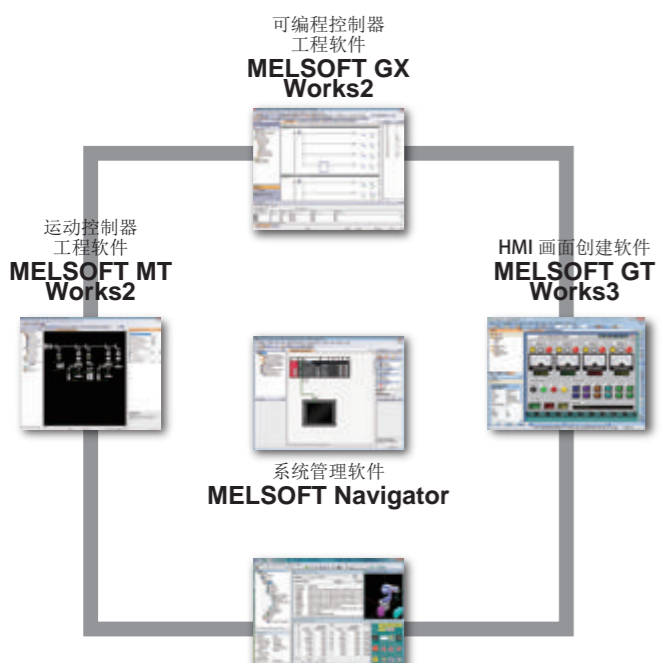 可编程控制器
工程软件
MELSOFT GX
Works2
运动控制器
工程软件
MELSOFT MT
Works2
HMI 画面创建软件
MELSOFT GT
Works3
系统管理软件
MELSOFT Navigator